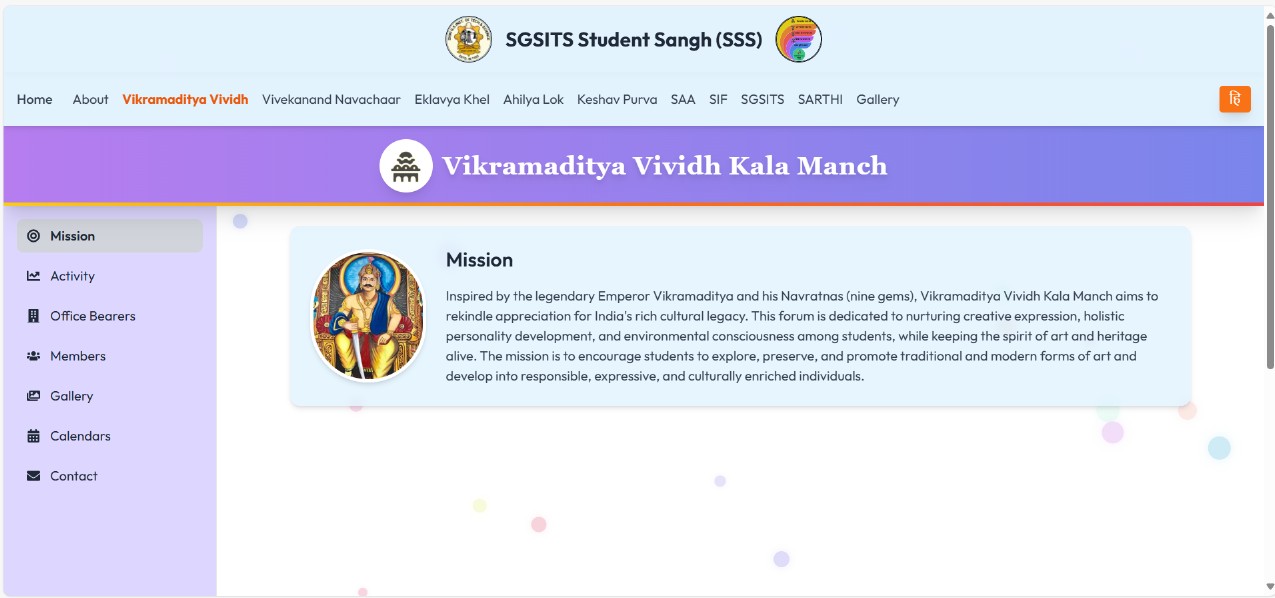 SGSITS Student Sangh (SSS)
Home About Vikramaditya Vividh Vivekanand Navachaar Eklavya Khel Ahilya Lok Keshav Purva SAA SIF SGSITS SARTHI Gallery हि
Vikramaditya Vividh Kala Manch
Mission
Activity
Office Bearers
Members
Gallery
Calendars
Contact
Mission
Inspired by the legendary Emperor Vikramaditya and his Navratnas (nine gems), Vikramaditya Vividh Kala Manch aims to
rekindle appreciation for India's rich cultural legacy. This forum is dedicated to nurturing creative expression, holistic
personality development, and environmental consciousness among students, while keeping the spirit of art and heritage
alive. The mission is to encourage students to explore, preserve, and promote traditional and modern forms of art and
develop into responsible, expressive, and culturally enriched individuals.